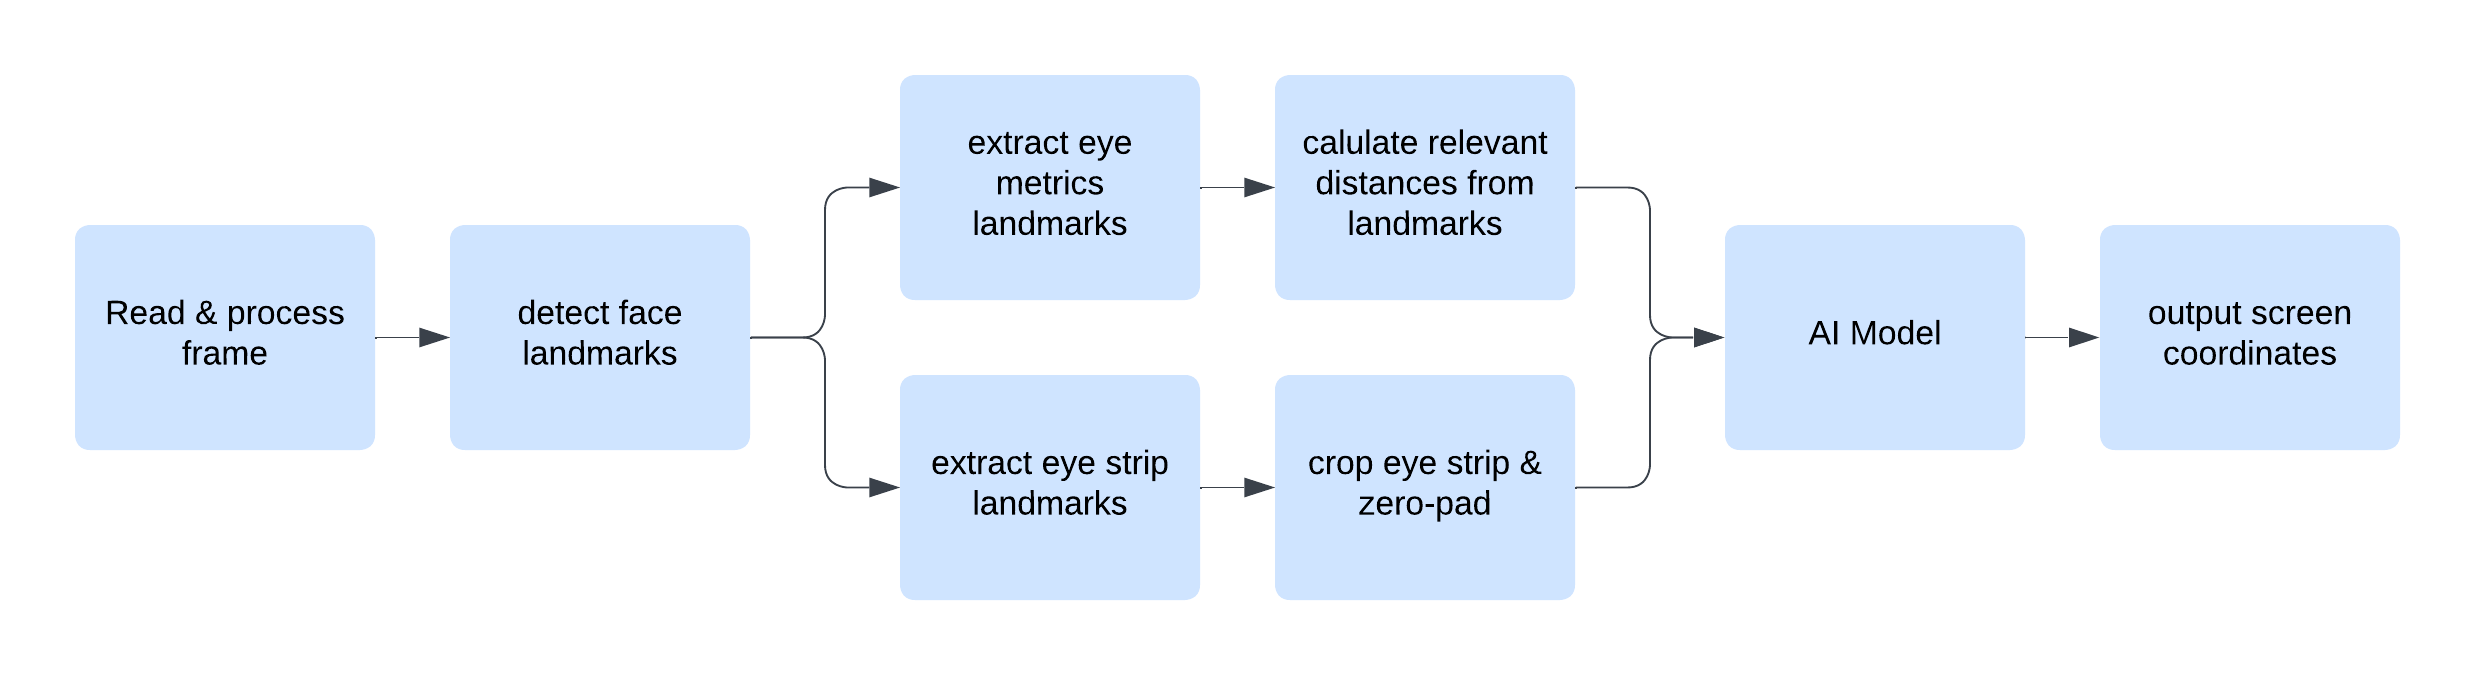 Read & process
frame
detect face
landmarks
extract eye
metrics
landmarks
calulate relevant
distances from
landmarks
extract eye strip
landmarks
crop eye strip &
zero-pad
AI Model
output screen
coordinates